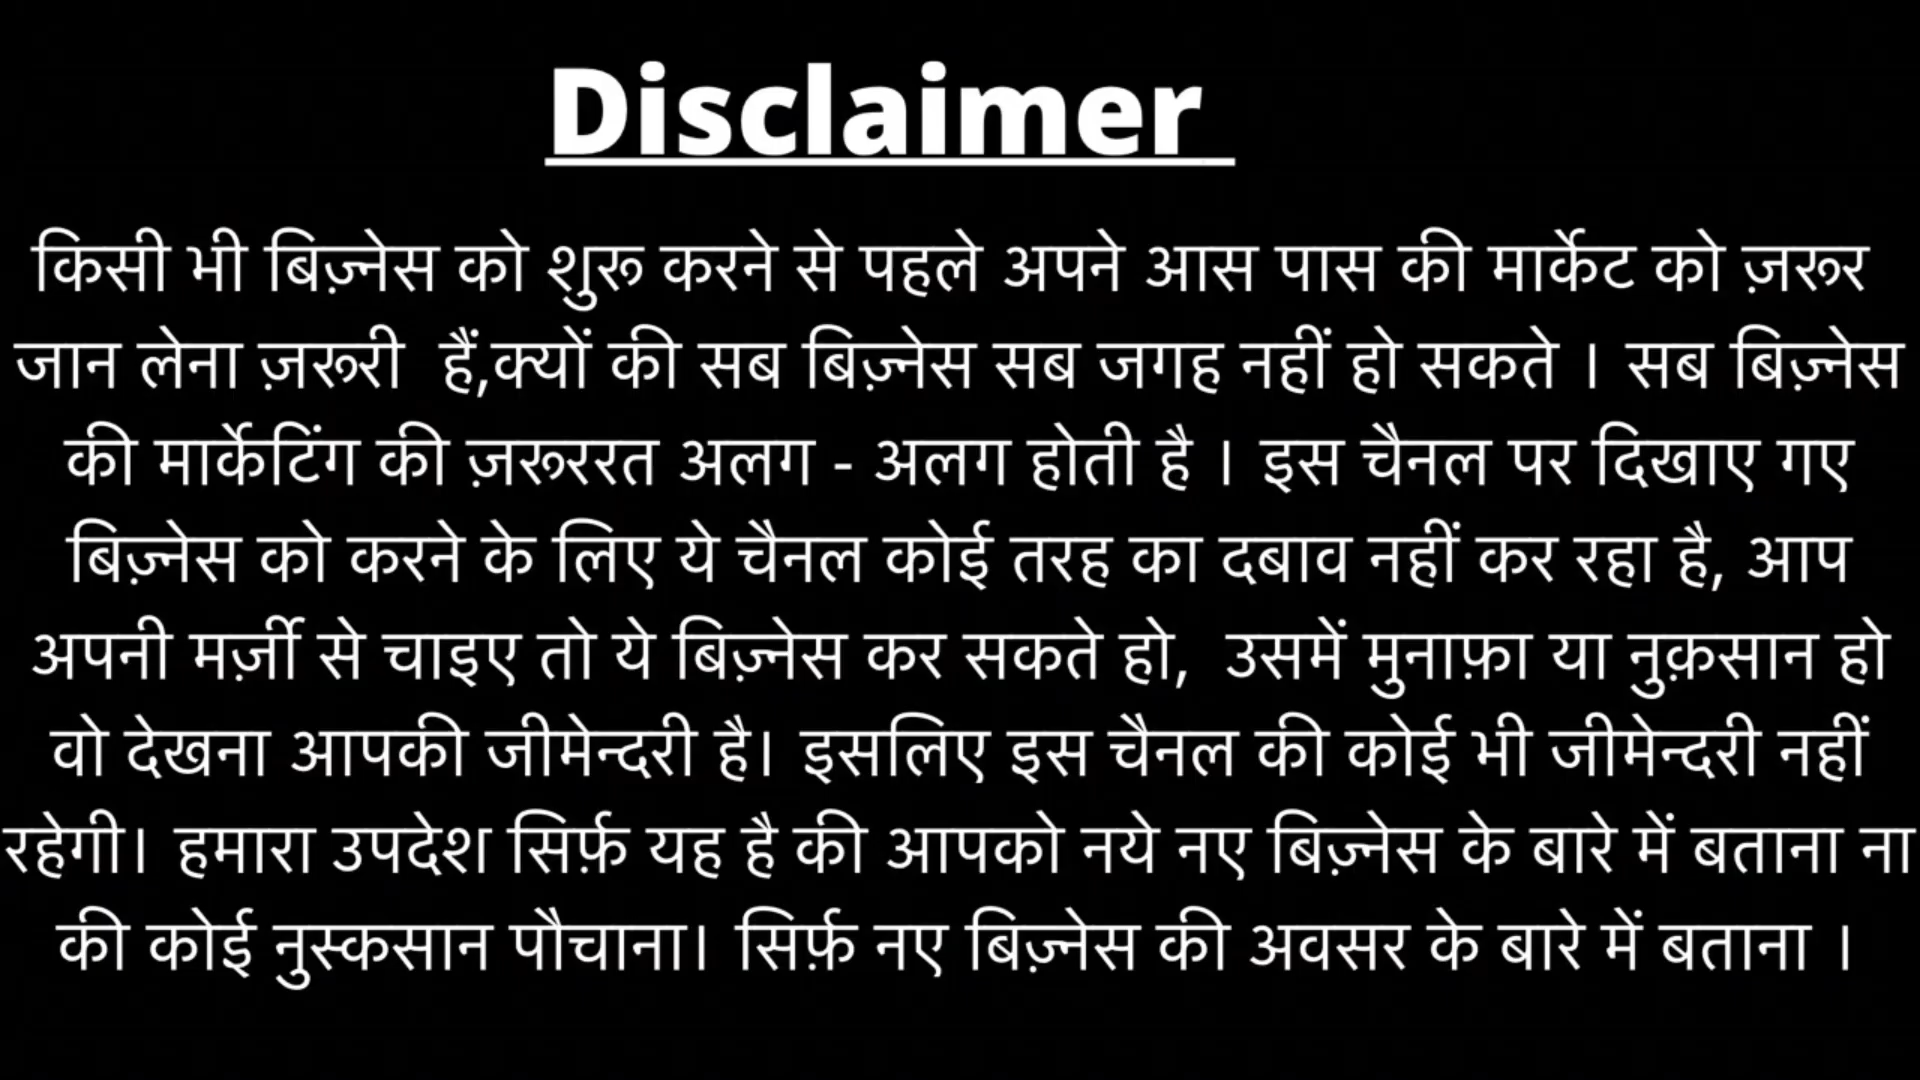 Disclaimer
किसी भी बिज़्नेस को शुरू करने से पहले अपने आस पास की मार्केट को ज़रूर
जान लेना ज़रूरी हैं,क्यों की सब बिज़्नेस सब जगह नहीं हो सकते । सब बिज़्नेस
की मार्केटिंग की ज़रूररत अलग - अलग होती है । इस चैनल पर दिखाए गए
बिज़्नेस को करने के लिए ये चैनल कोई तरह का दबाव नहीं कर रहा है, आप
अपनी मर्ज़ी से चाइए तो ये बिज़्नेस कर सकते हो, उसमें मुनाफ़ा या नुक़सान हो
वो देखना आपकी जीमेन्दरी है। इसलिए इस चैनल की कोई भी जीमेन्दरी नहीं
रहेगी। हमारा उपदेश सिर्फ़ यह है की आपको नये नए बिज़्नेस के बारे में बताना ना
की कोई नुस्कसान पौचाना। सिर्फ़ नए बिज़्नेस की अवसर के बारे में बताना ।